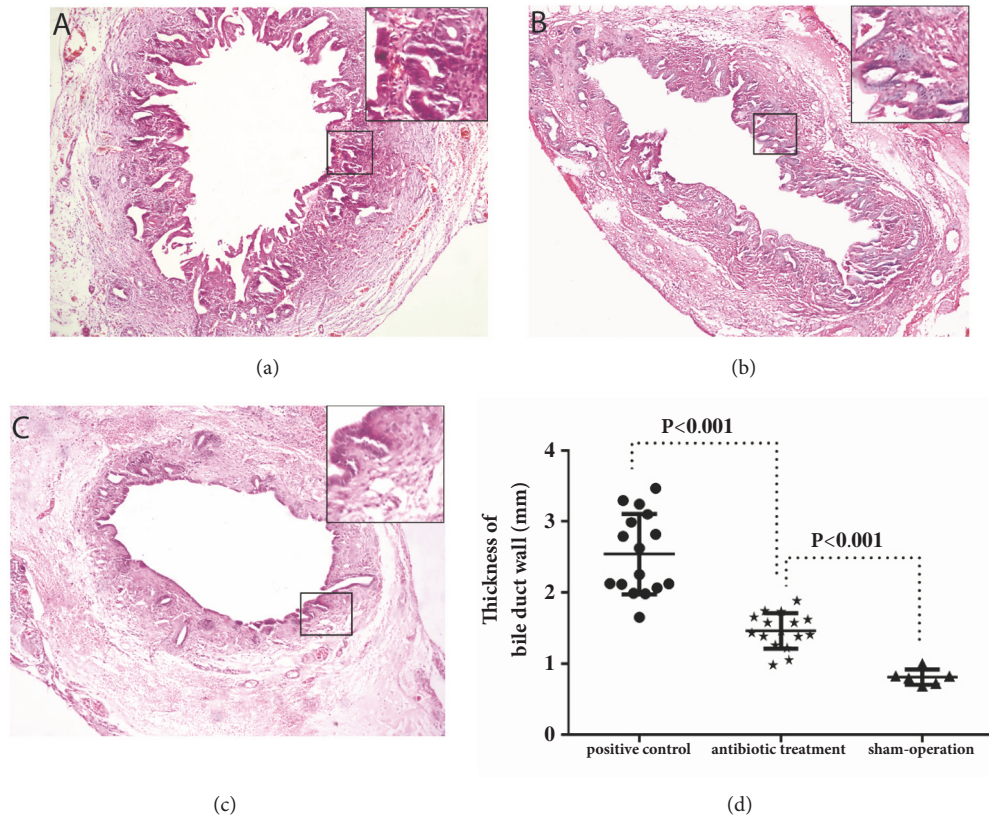 A
B
(a)
(b)
C
4
3
2
1
0
Thickness of
bile duct wall (mm)
P<0.001
P<0.001
positive control
antibiotic treatment
sham-operation
(c)
(d)